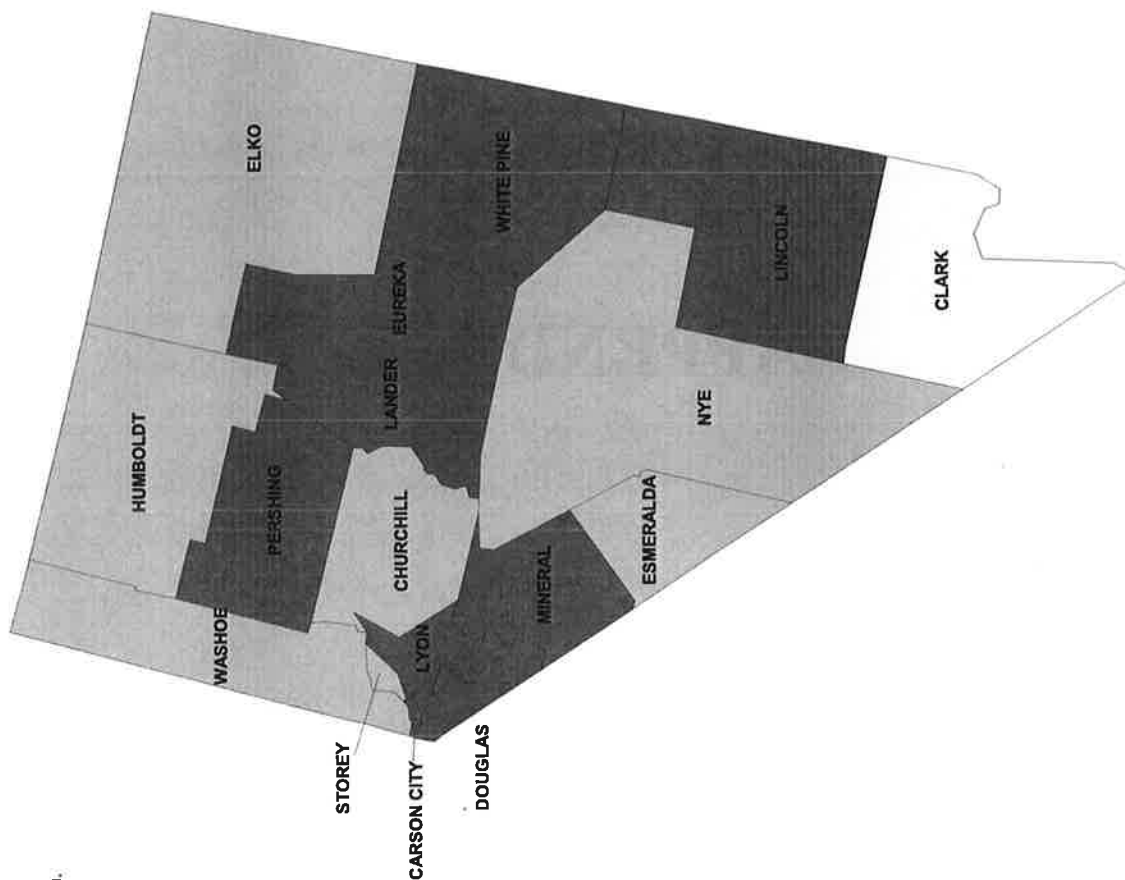 ELKO
HUMBOLDT
WHITE PINE
EUREKA
PERSHING
LANDER
WASHOE
CHURCHILL
LINCOLN
CLARK
LYON
MINERAL
NYE
ESMERALDA
STOREY
CARSON CITY
DOUGLAS